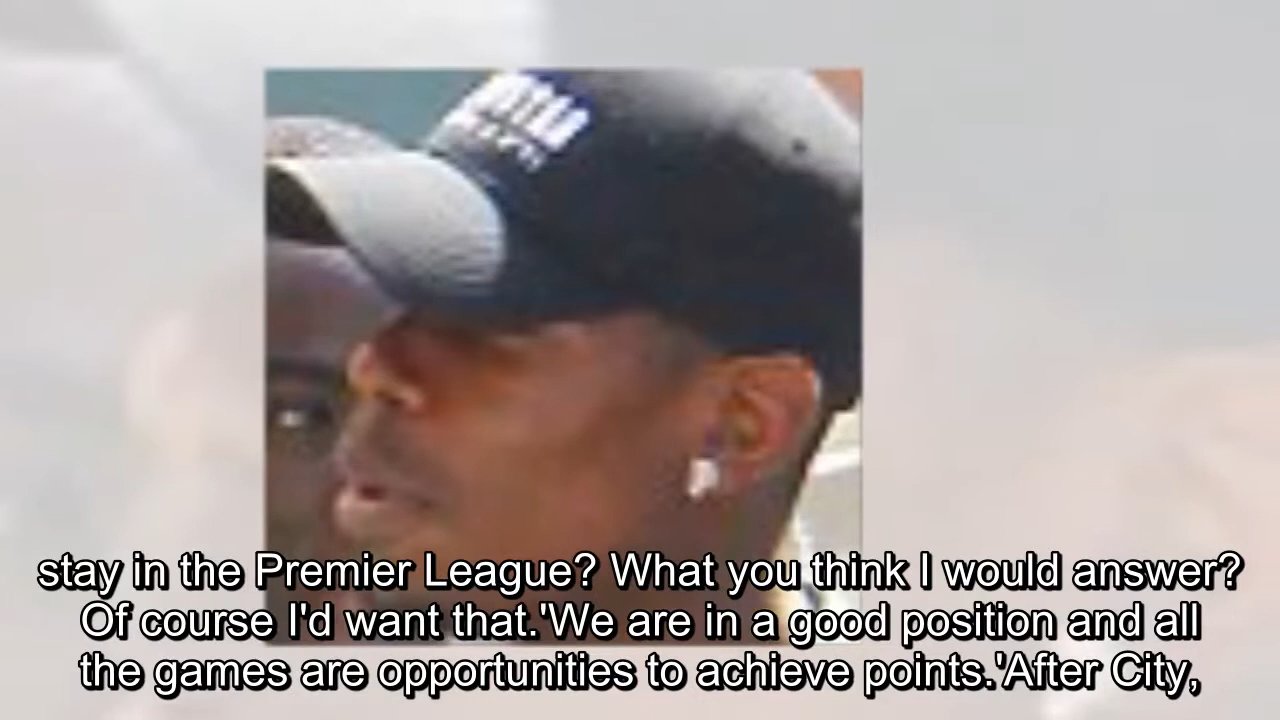 stay in the Premier League? What you think I would answer?
Of course I'd want that.'We are in a good position and all
the games are opportunities to achieve points.'After City,